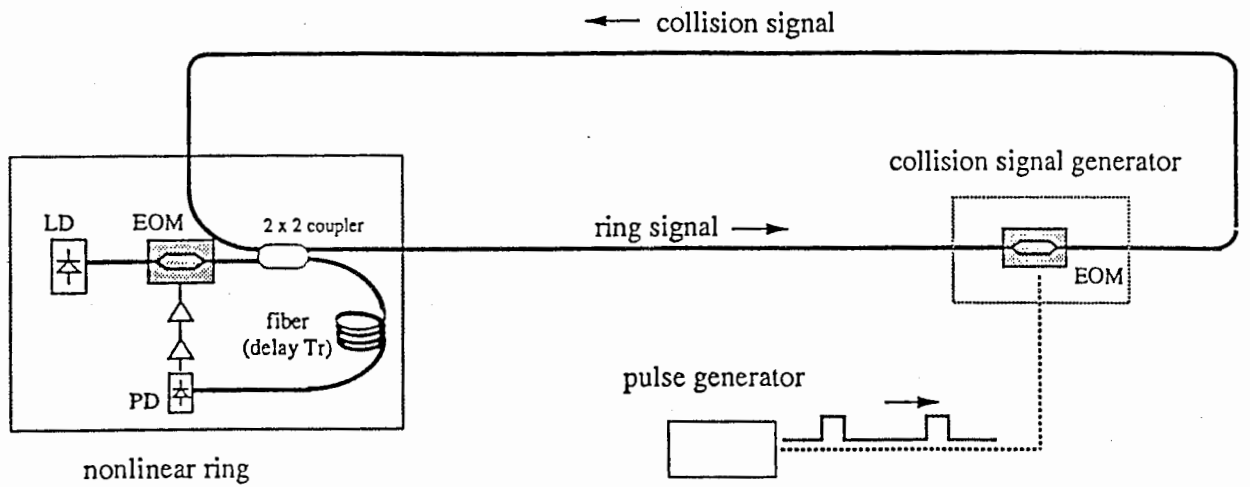 collision signal
collision signal generator
LD
EOM
2 x 2 coupler
ring signal
EOM
fiber
(delay Tr)
pulse generator
PD
nonlinear ring